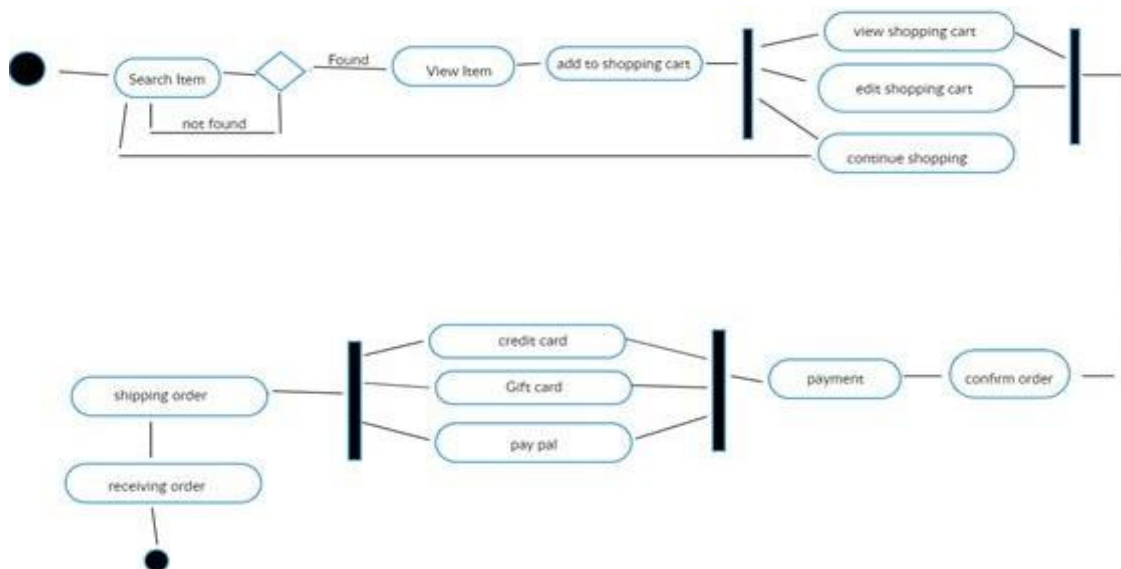 Search Item
Found
not found
View Item
add to shopping cart
view shopping cart
edit shopping cart
continue shopping
confirm order
payment
credit card
Gift card
pay pal
shipping order
receiving order